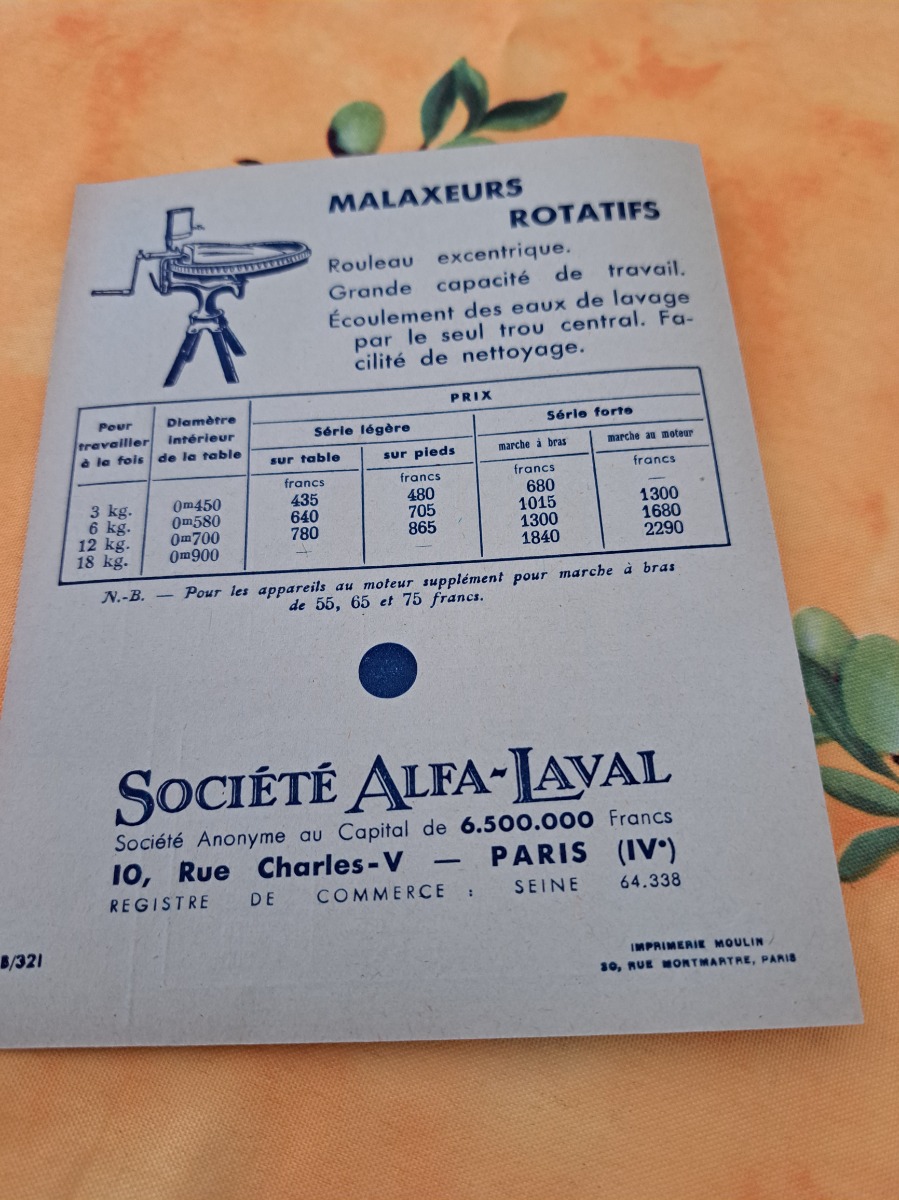 MALAXEURS
ROTATIFS
Rouleau excentrique.
Grande capacité de travail.
Écoulement des eaux de lavage
par le seul trou central. Fa-
cilité de nettoyage.
PRIX
Pour travailler à la fois
Diamètre intérieur de la table
Série légère
Série forte
sur table
sur pieds
marche à bras
marche au moteur
francs francs francs francs
3 kg. 0m450 435 480 680 —
6 kg. 0m580 640 705 1015 1300
12 kg. 0m700 780 865 1300 1680
18 kg. 0m900 — — 1840 2290
N.-B. — Pour les appareils au moteur supplément pour marche à bras
de 55, 65 et 75 francs.
SOCIÉTÉ ALFA-LAVAL
Société Anonyme au Capital de 6.500.000 Francs
10, Rue Charles-V — PARIS (IVe)
REGISTRE DE COMMERCE : SEINE 64.338
B/321
IMPRIMERIE MOULIN
30, RUE MONTMARTRE, PARIS